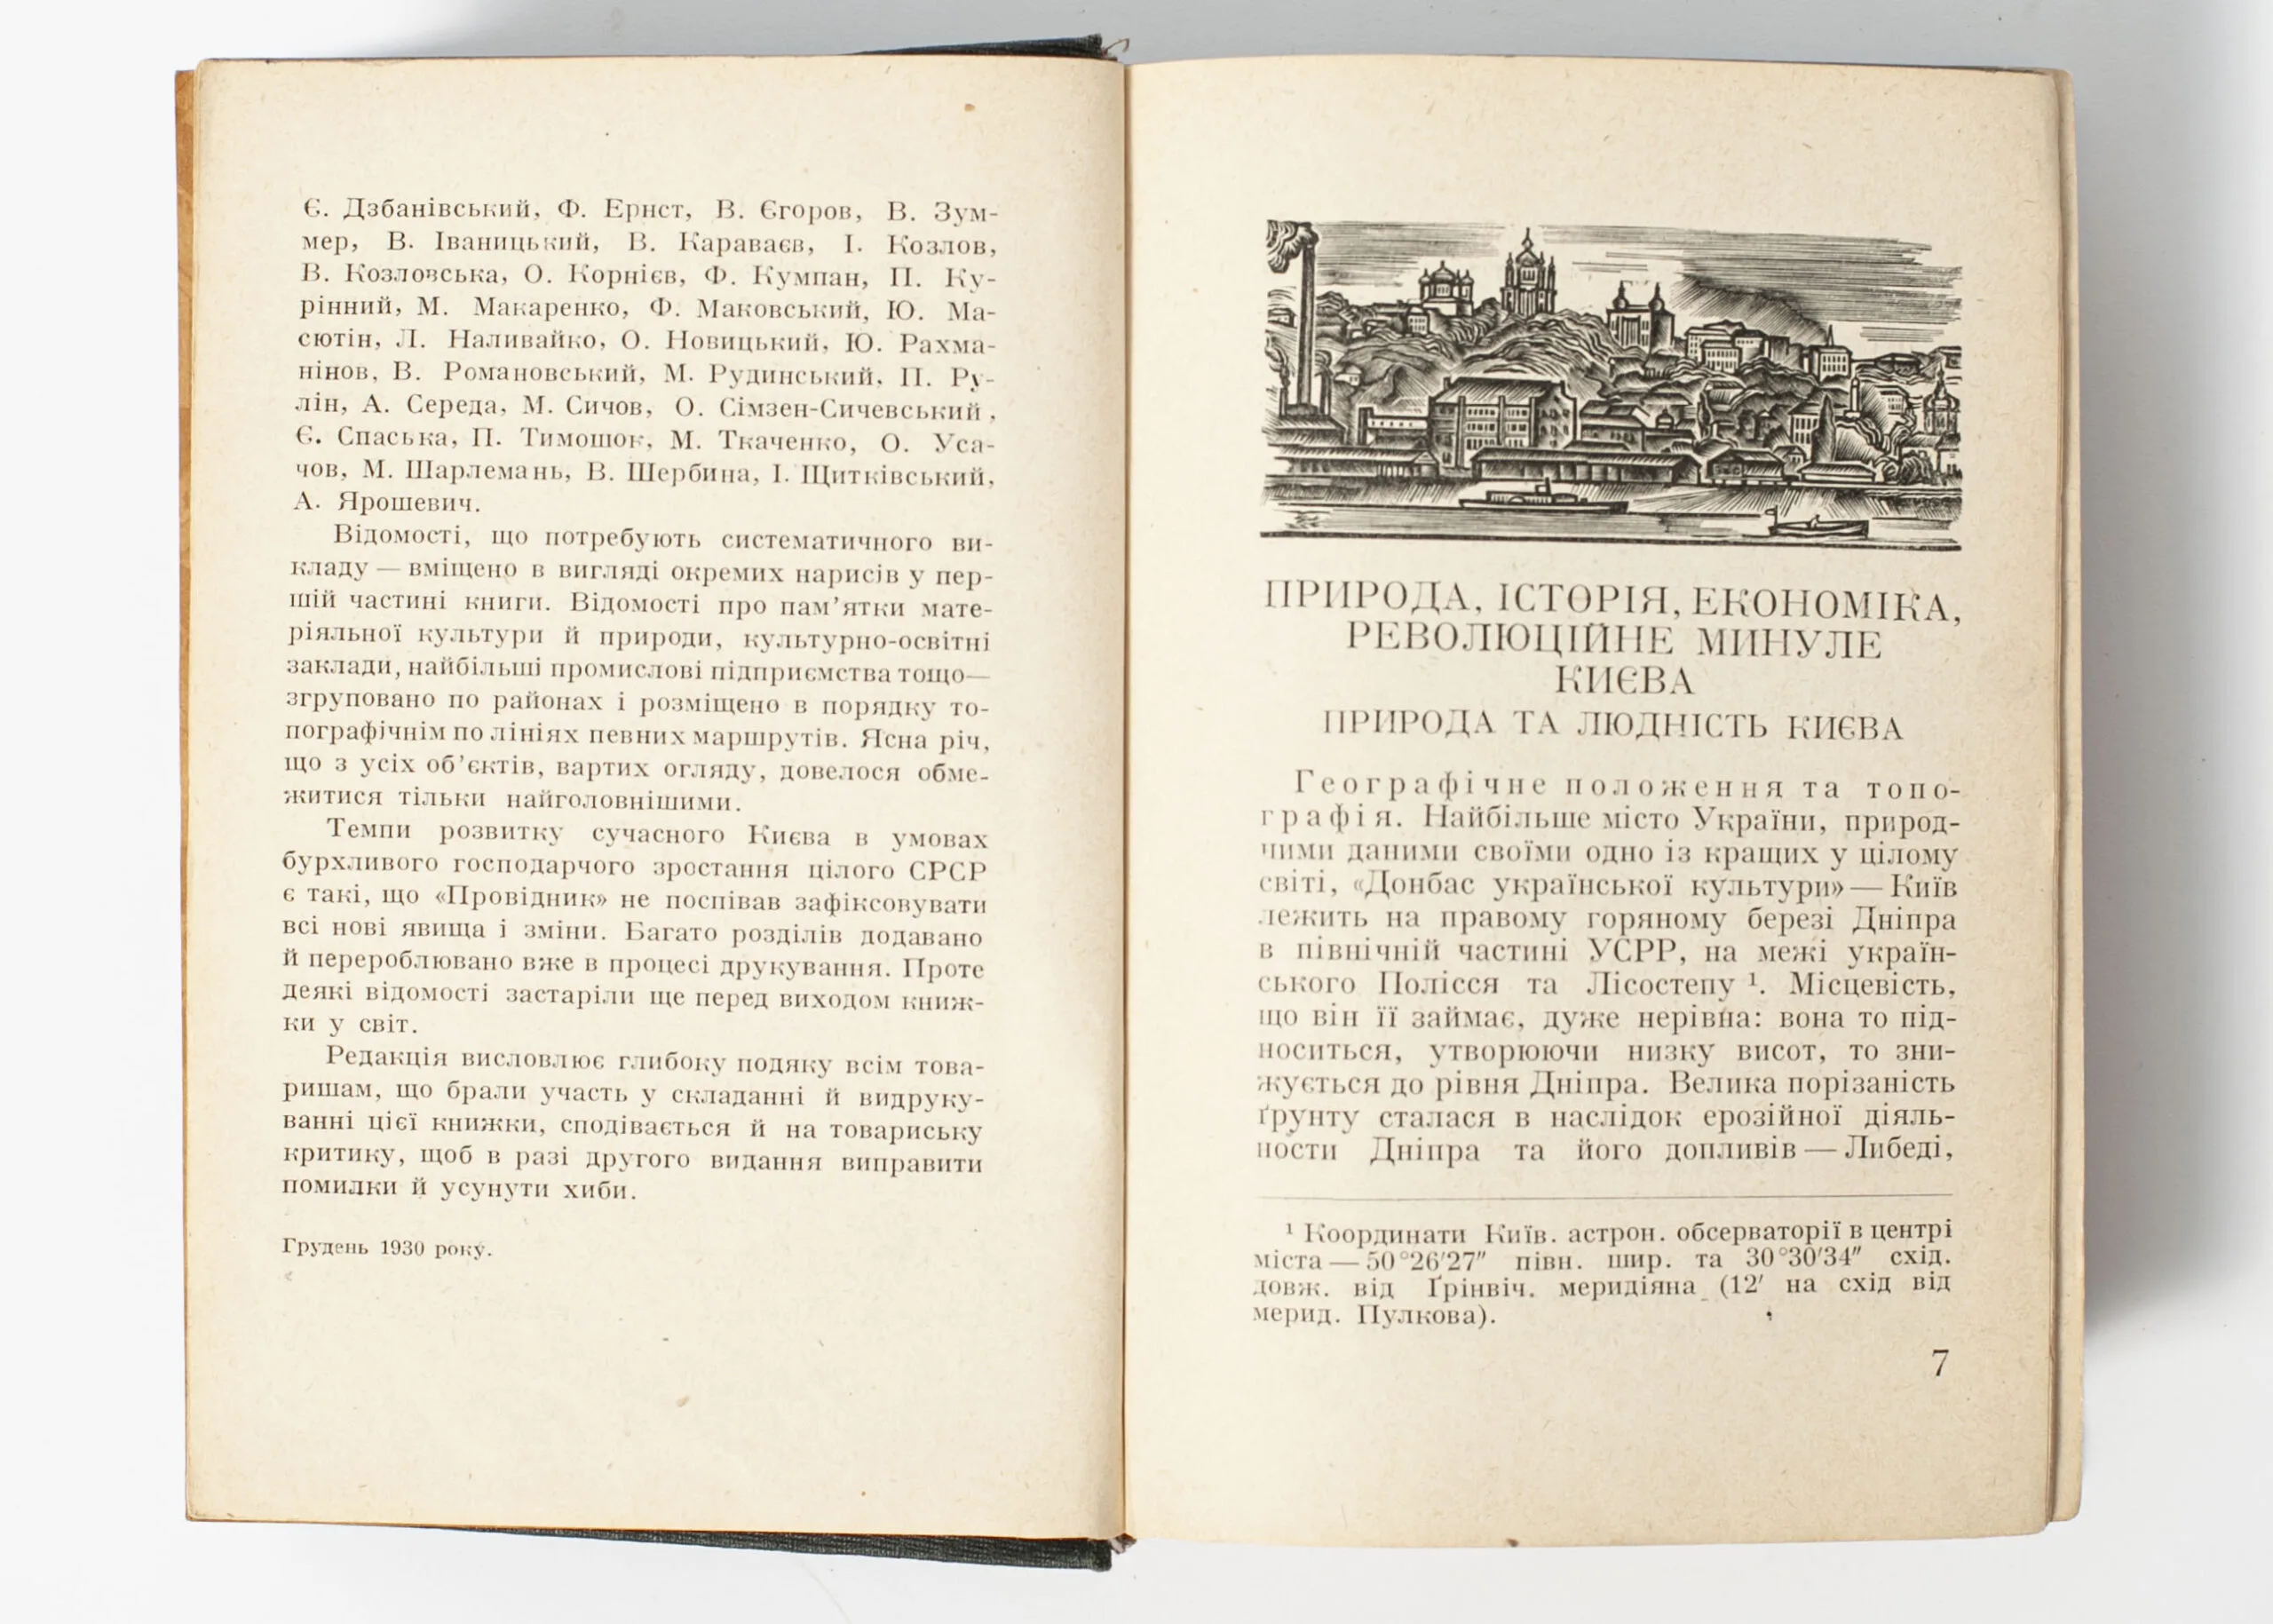 Є. Дзбанівський, Ф. Ернст, В. Єгоров, В. Зум-
мер, В. Іваницький, В. Караваєв, І. Козлов,
В. Козловська, О. Корнієв, Ф. Кумпан, П. Ку-
рінний, М. Макаренко, Ф. Маковський, Ю. Ма-
сютін, Л. Наливайко, О. Новицький, Ю. Рахма-
нінов, В. Романовський, М. Рудинський, П. Ру-
лін, А. Середа, М. Сичов, О. Сімзен-Сичевський,
Є. Спаська, П. Тимошок, М. Ткаченко, О. Уса-
чов, М. Шарлемань, В. Щербина, І. Щитківський,
А. Ярошевич.
Відомості, що потребують систематичного ви-
кладу — вміщено в вигляді окремих нарисів у пер-
шій частині книги. Відомості про пам’ятки мате-
ріяльної культури й природи, культурно-освітні
заклади, найбільші промислові підприємства тощо—
згруповано по районах і розміщено в порядку то-
пографічнім по лініях певних маршрутів. Ясна річ,
що з усіх об’єктів, вартих огляду, довелося обме-
житися тільки найголовнішими.
Темпи розвитку сучасного Києва в умовах
бурхливого господарчого зростання цілого СРСР
є такі, що «Провідник» не поспівав зафіксовувати
всі нові явища і зміни. Багато розділів додавано
й перероблювано вже в процесі друкування. Проте
деякі відомості застаріли ще перед виходом книж-
ки у світ.
Редакція висловлює глибоку подяку всім това-
ришам, що брали участь у складанні й видруку-
ванні цієї книжки, сподівається й на товариську
критику, щоб в разі другого видання виправити
помилки й усунути хиби.
Грудень 1930 року.
ПРИРОДА, ІСТОРІЯ, ЕКОНОМІКА,
РЕВОЛЮЦІЙНЕ МИНУЛЕ
КИЄВА
ПРИРОДА ТА ЛЮДНІСТЬ КИЄВА
Географічне положення та топо-
графія. Найбільше місто України, природ-
ними даними своїми одно із кращих у цілому
світі, «Донбас української культури» — Київ
лежить на правому горяному березі Дніпра
в північній частині УСРР, на межі україн-
ського Полісся та Лісостепу ¹. Місцевість,
що він її займає, дуже нерівна: вона то під-
носиться, утворюючи низку висот, то зни-
жується до рівня Дніпра. Велика порізаність
ґрунту сталася в наслідок ерозійної діяль-
ности Дніпра та його допливів — Либеді,
¹ Координати Київ. астрон. обсерваторії в центрі
міста — 50°26′27″ півн. шир. та 30°30′34″ схід.
довж. від Ґрінвіч. меридіяна (12′ на схід від
мерид. Пулкова).
7